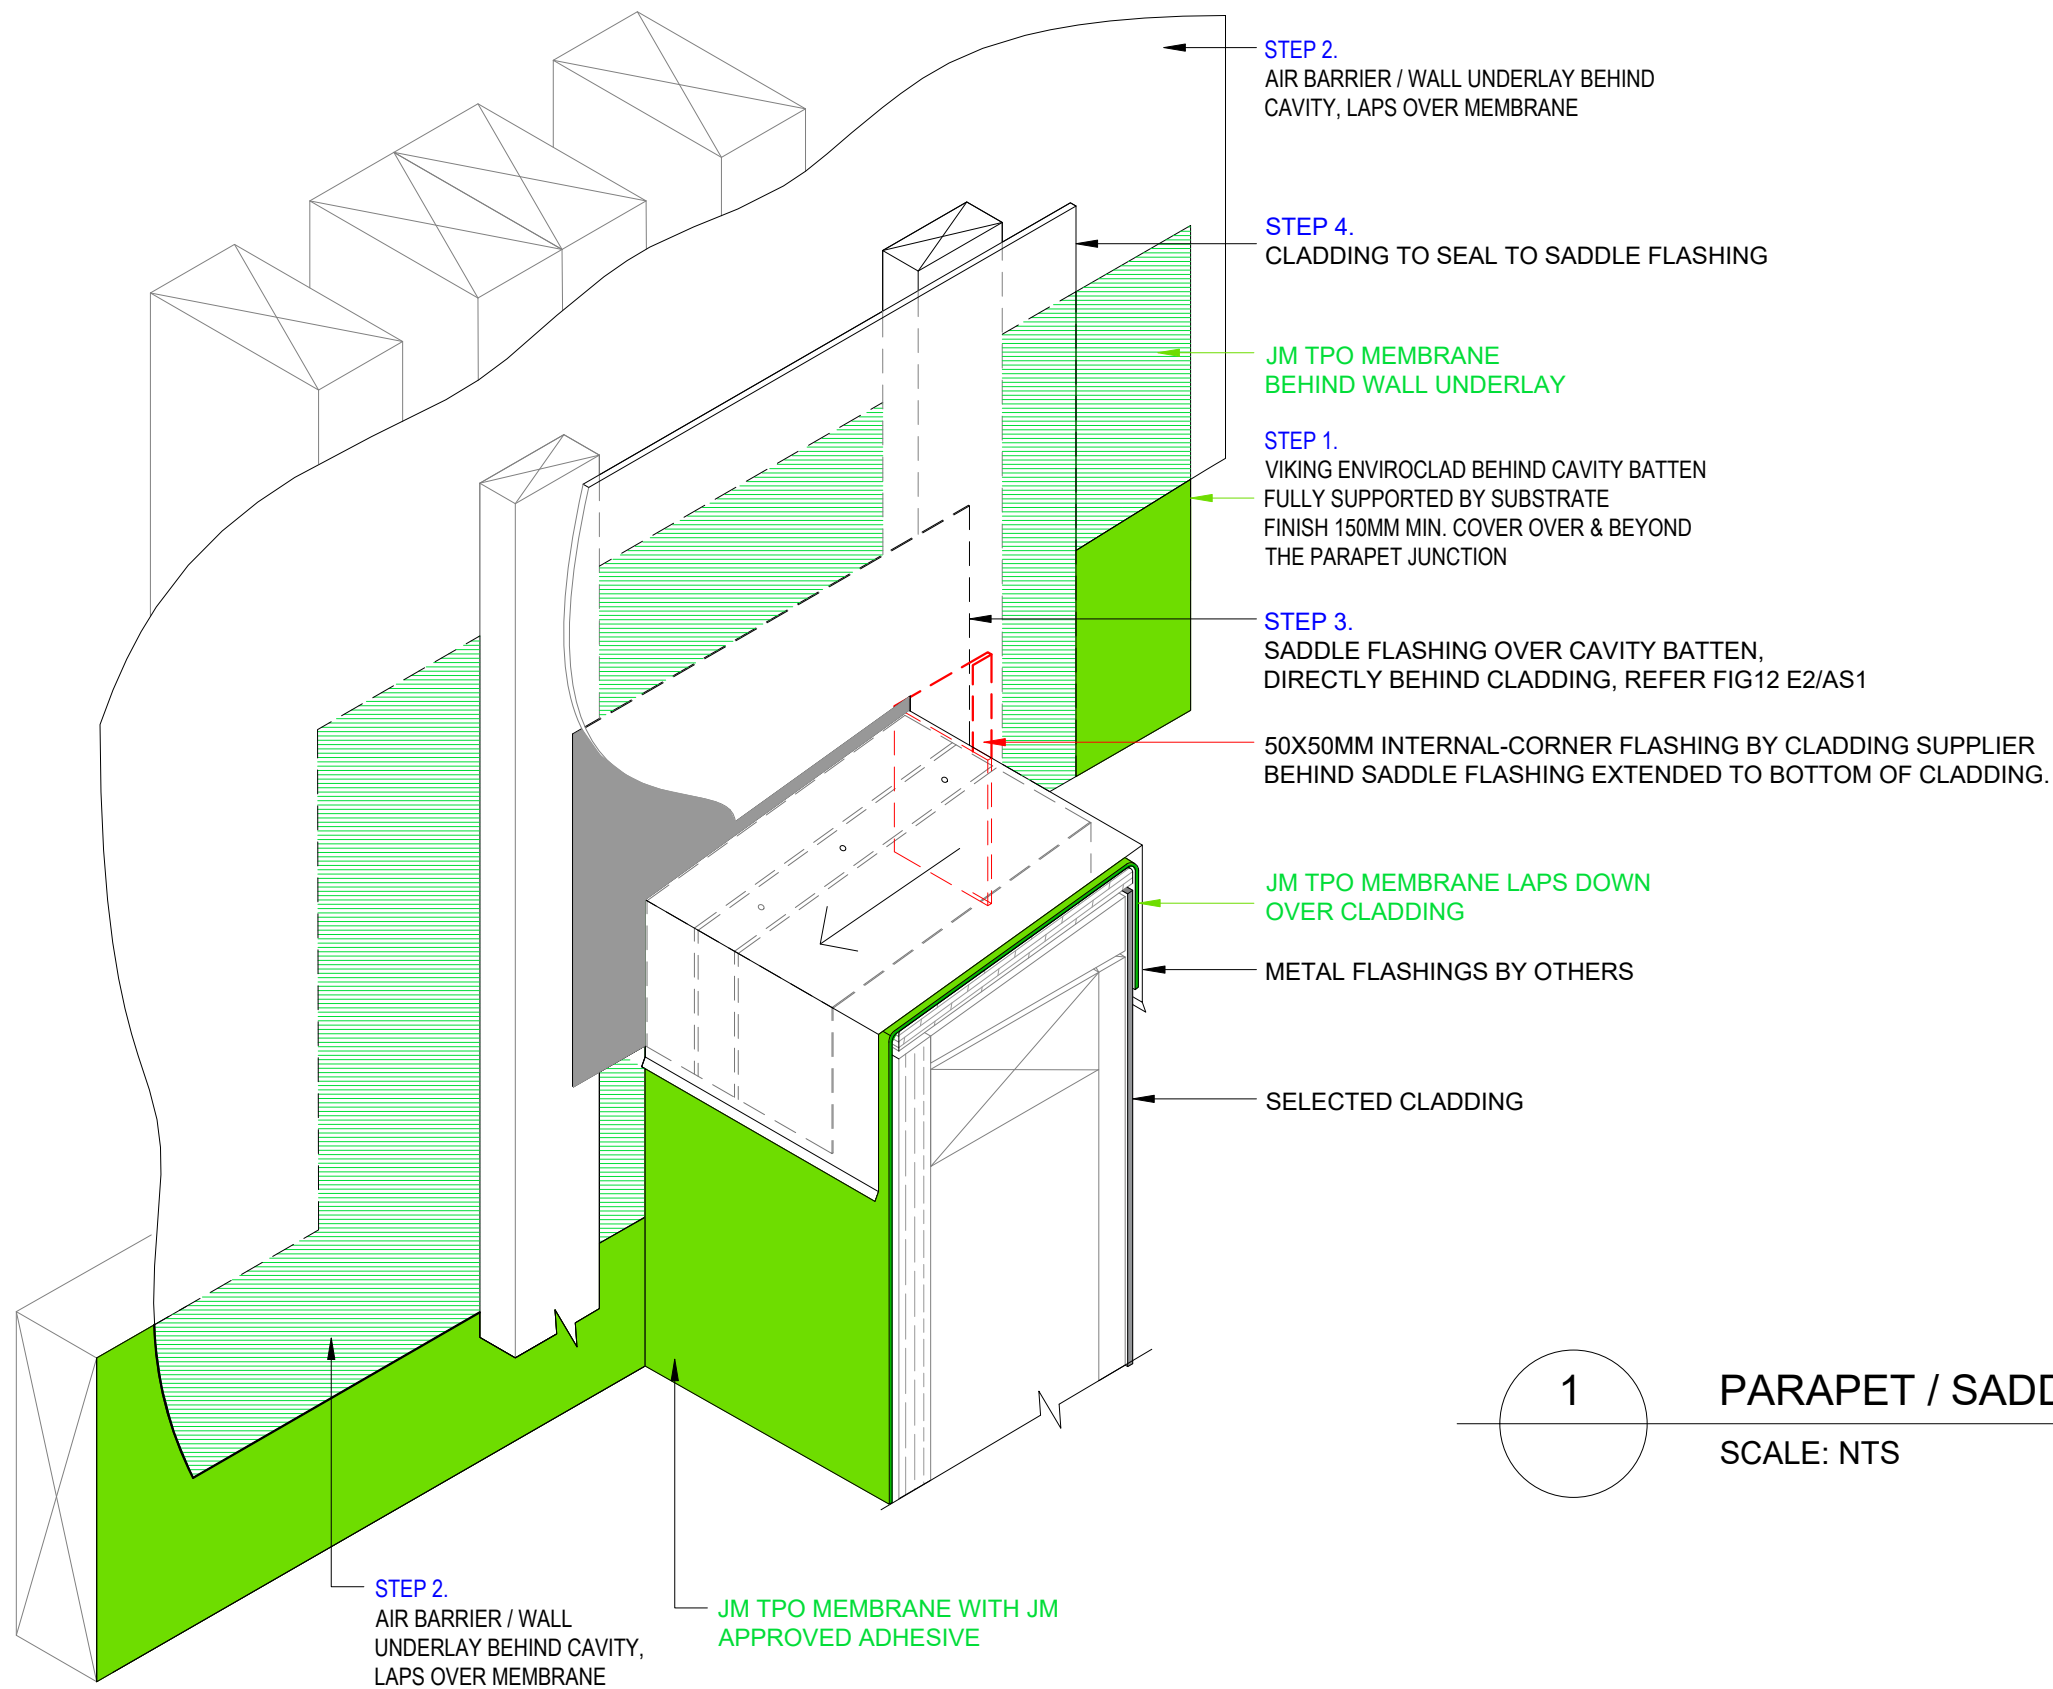 STEP 2.
AIR BARRIER / WALL UNDERLAY BEHIND
CAVITY, LAPS OVER MEMBRANE
STEP 4.
CLADDING TO SEAL TO SADDLE FLASHING
JM TPO MEMBRANE
BEHIND WALL UNDERLAY
STEP 1.
VIKING ENVIROCLAD BEHIND CAVITY BATTEN
FULLY SUPPORTED BY SUBSTRATE
FINISH 150MM MIN. COVER OVER & BEYOND
THE PARAPET JUNCTION
STEP 3.
SADDLE FLASHING OVER CAVITY BATTEN,
DIRECTLY BEHIND CLADDING, REFER FIG12 E2/AS1
50X50MM INTERNAL-CORNER FLASHING BY CLADDING SUPPLIER
BEHIND SADDLE FLASHING EXTENDED TO BOTTOM OF CLADDING.
JM TPO MEMBRANE LAPS DOWN
OVER CLADDING
METAL FLASHINGS BY OTHERS
SELECTED CLADDING
1
PARAPET / SADD
SCALE: NTS
STEP 2.
AIR BARRIER / WALL
UNDERLAY BEHIND CAVITY,
LAPS OVER MEMBRANE
JM TPO MEMBRANE WITH JM
APPROVED ADHESIVE